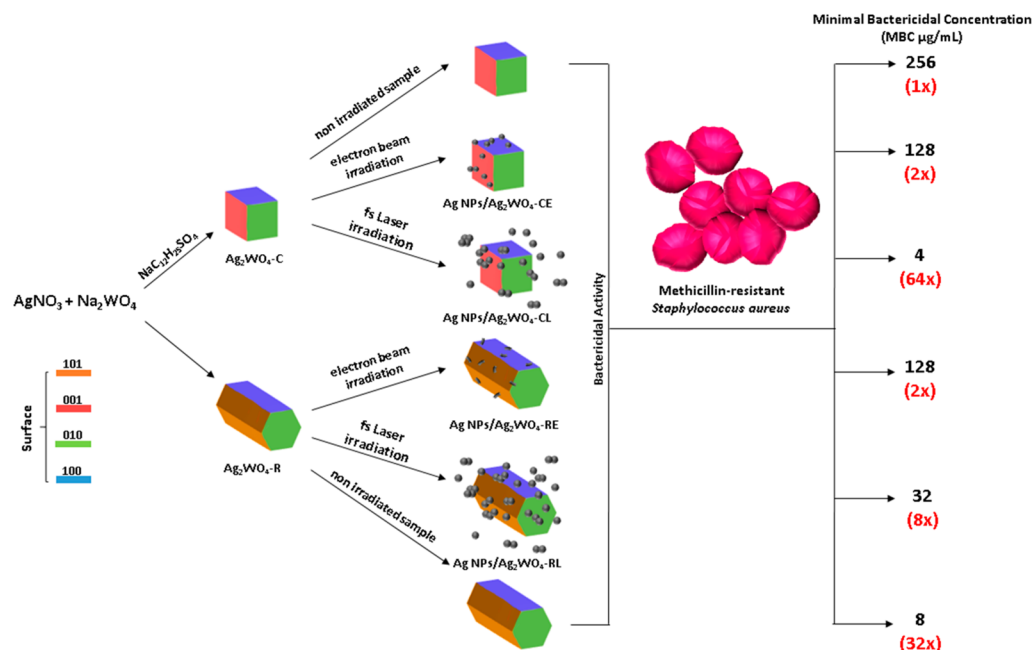 Minimal Bactericidal Concentration
(MBC µg/mL)
256
(1x)
128
(2x)
4
(64x)
128
(2x)
32
(8x)
8
(32x)
non irradiated sample
electron beam
irradiation
fs Laser
irradiation
Ag NPs/Ag₂WO₄-CE
Ag NPs/Ag₂WO₄-CL
NaC₁₂H₂₅SO₄
Ag₂WO₄-C
AgNO₃ + Na₂WO₄
Surface
101
001
010
100
Ag₂WO₄-R
electron beam
irradiation
fs Laser
irradiation
non irradiated sample
Ag NPs/Ag₂WO₄-RE
Ag NPs/Ag₂WO₄-RL
Bactericidal Activity
Methicillin-resistant
Staphylococcus aureus